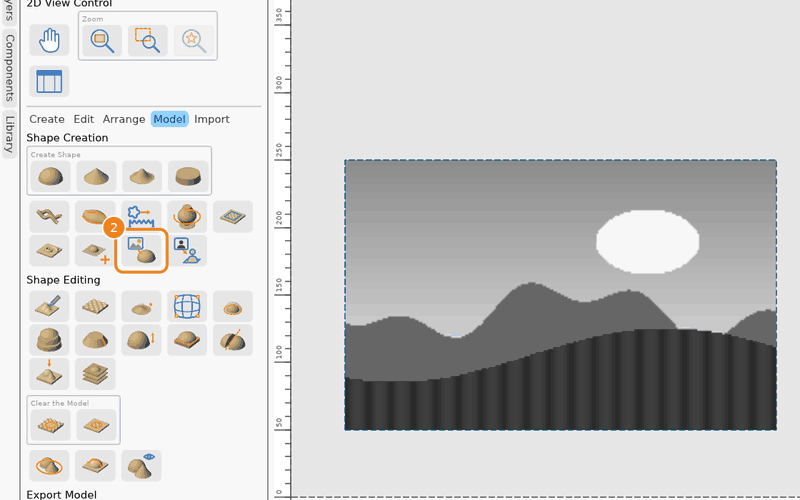 2D View Control
Zoom
yers
Components
Library
Create Edit Arrange Model Import
Shape Creation
Create Shape
2
Shape Editing
Clear the Model
Export Model
350
300
250
200
150
100
50
0